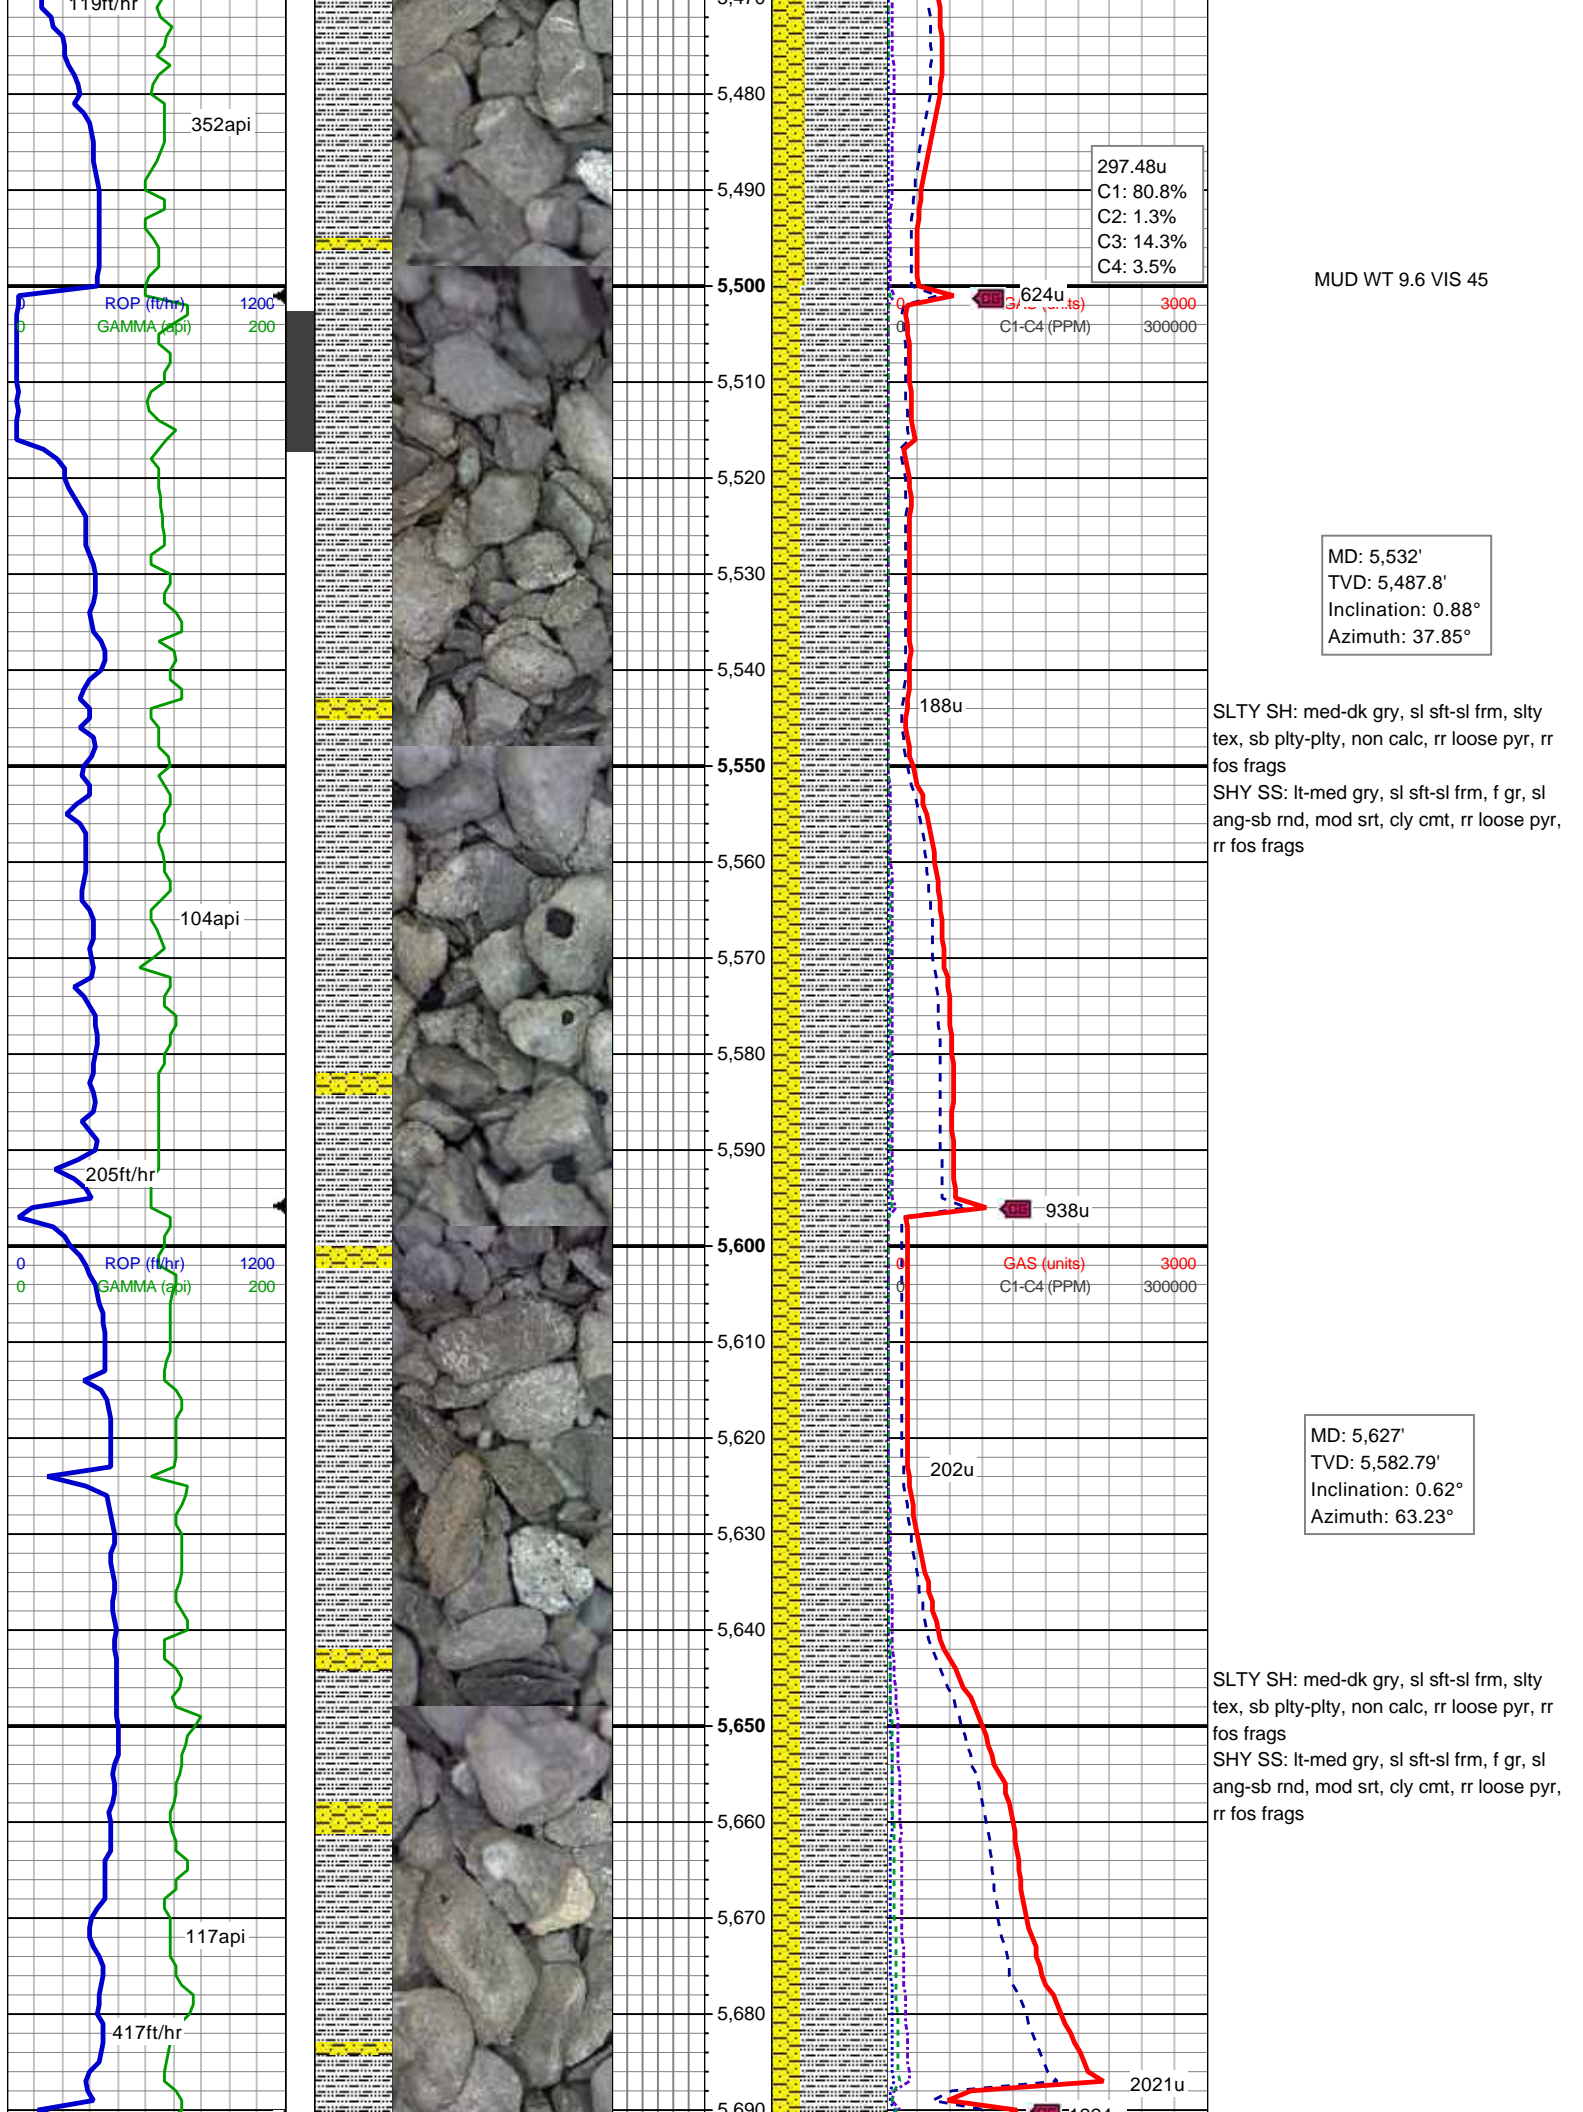 119ft/hr
5,480
352api
297.48u
C1: 80.8%
C2: 1.3%
C3: 14.3%
C4: 3.5%
5,490
MUD WT 9.6 VIS 45
5,500
CG 624u
0 ROP (ft/hr) 1200
0 GAS (units) 3000
0 GAMMA (api) 200
0 C1-C4 (PPM) 300000
5,510
5,520
5,530
MD: 5,532'
TVD: 5,487.8'
Inclination: 0.88°
Azimuth: 37.85°
5,540
188u
SLTY SH: med-dk gry, sl sft-sl frm, slty
tex, sb plty-plty, non calc, rr loose pyr, rr
fos frags
SHY SS: lt-med gry, sl sft-sl frm, f gr, sl
ang-sb rnd, mod srt, cly cmt, rr loose pyr,
rr fos frags
5,550
5,560
104api
5,570
5,580
5,590
205ft/hr
CG 938u
5,600
0 ROP (ft/hr) 1200
0 GAS (units) 3000
0 GAMMA (api) 200
0 C1-C4 (PPM) 300000
5,610
5,620
202u
MD: 5,627'
TVD: 5,582.79'
Inclination: 0.62°
Azimuth: 63.23°
5,630
5,640
SLTY SH: med-dk gry, sl sft-sl frm, slty
tex, sb plty-plty, non calc, rr loose pyr, rr
fos frags
SHY SS: lt-med gry, sl sft-sl frm, f gr, sl
ang-sb rnd, mod srt, cly cmt, rr loose pyr,
rr fos frags
5,650
5,660
5,670
117api
5,680
417ft/hr
2021u
5,690